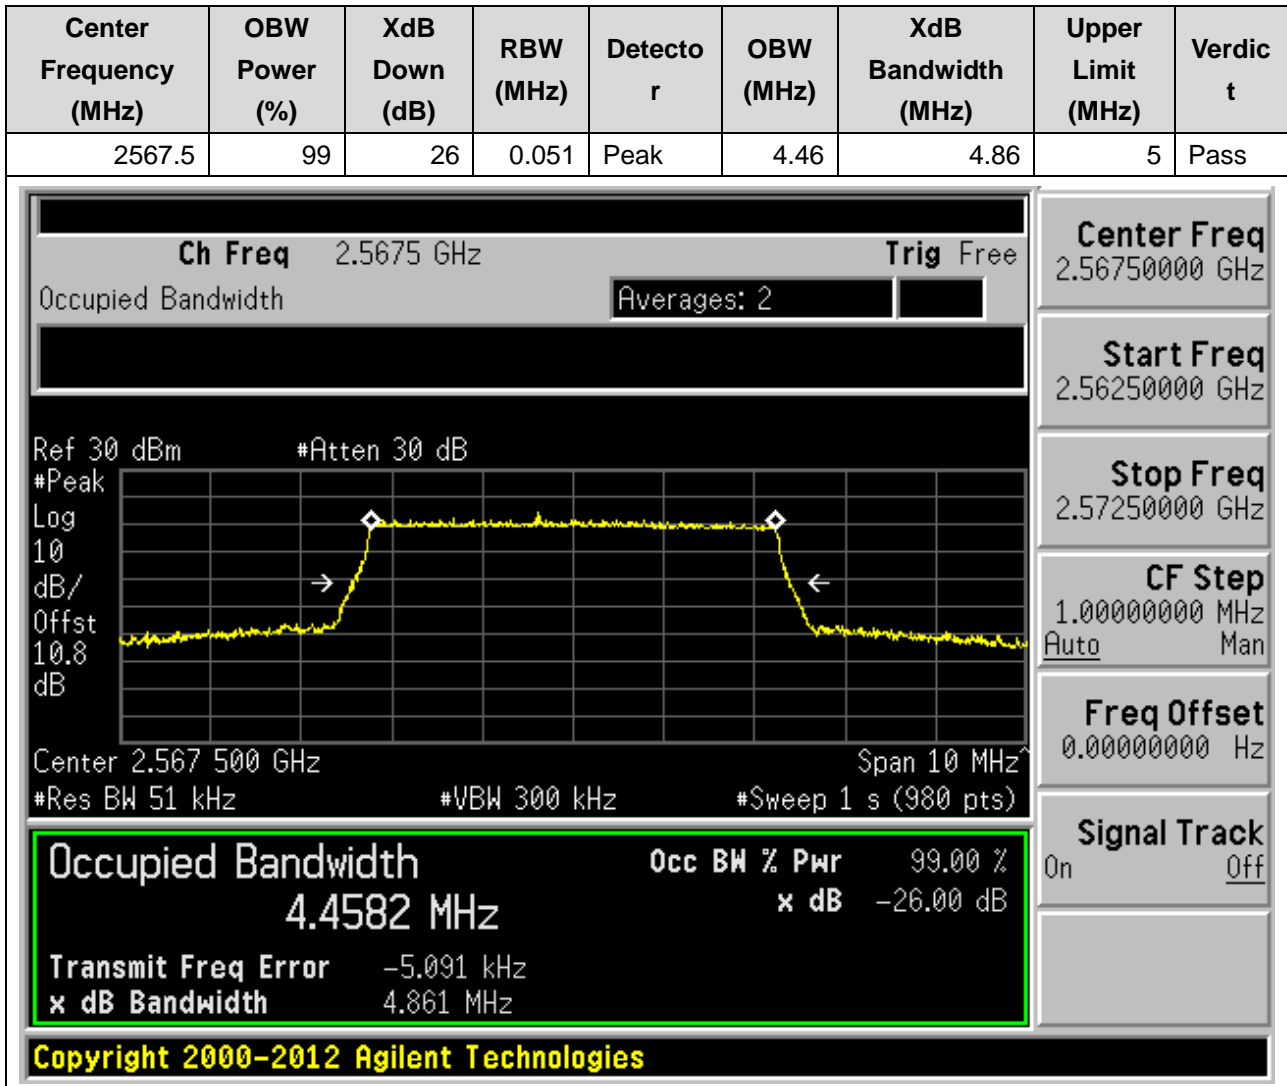 Center Frequency (MHz) OBW Power (%) XdB Down (dB) RBW (MHz) Detecto r OBW (MHz) XdB Bandwidth (MHz) Upper Limit (MHz) Verdic t
2567.5 99 26 0.051 Peak 4.46 4.86 5 Pass
Ch Freq 2.5675 GHz Trig Free
Occupied Bandwidth Averages: 2
Ref 30 dBm #Atten 30 dB
#Peak
Log
10
dB/
Offst
10.8
dB
Center 2.567 500 GHz Span 10 MHz^
#Res BW 51 kHz #VBW 300 kHz #Sweep 1 s (980 pts)
Occupied Bandwidth Occ BW % Pwr 99.00 %
4.4582 MHz x dB -26.00 dB
Transmit Freq Error -5.091 kHz
x dB Bandwidth 4.861 MHz
Copyright 2000-2012 Agilent Technologies
Center Freq
2.56750000 GHz
Start Freq
2.56250000 GHz
Stop Freq
2.57250000 GHz
CF Step
1.00000000 MHz
Auto Man
Freq Offset
0.00000000 Hz
Signal Track
On Off